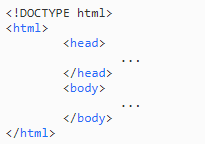 <!DOCTYPE html>
<html>
        <head>
                ...
        </head>
        <body>
                ...
        </body>
</html>